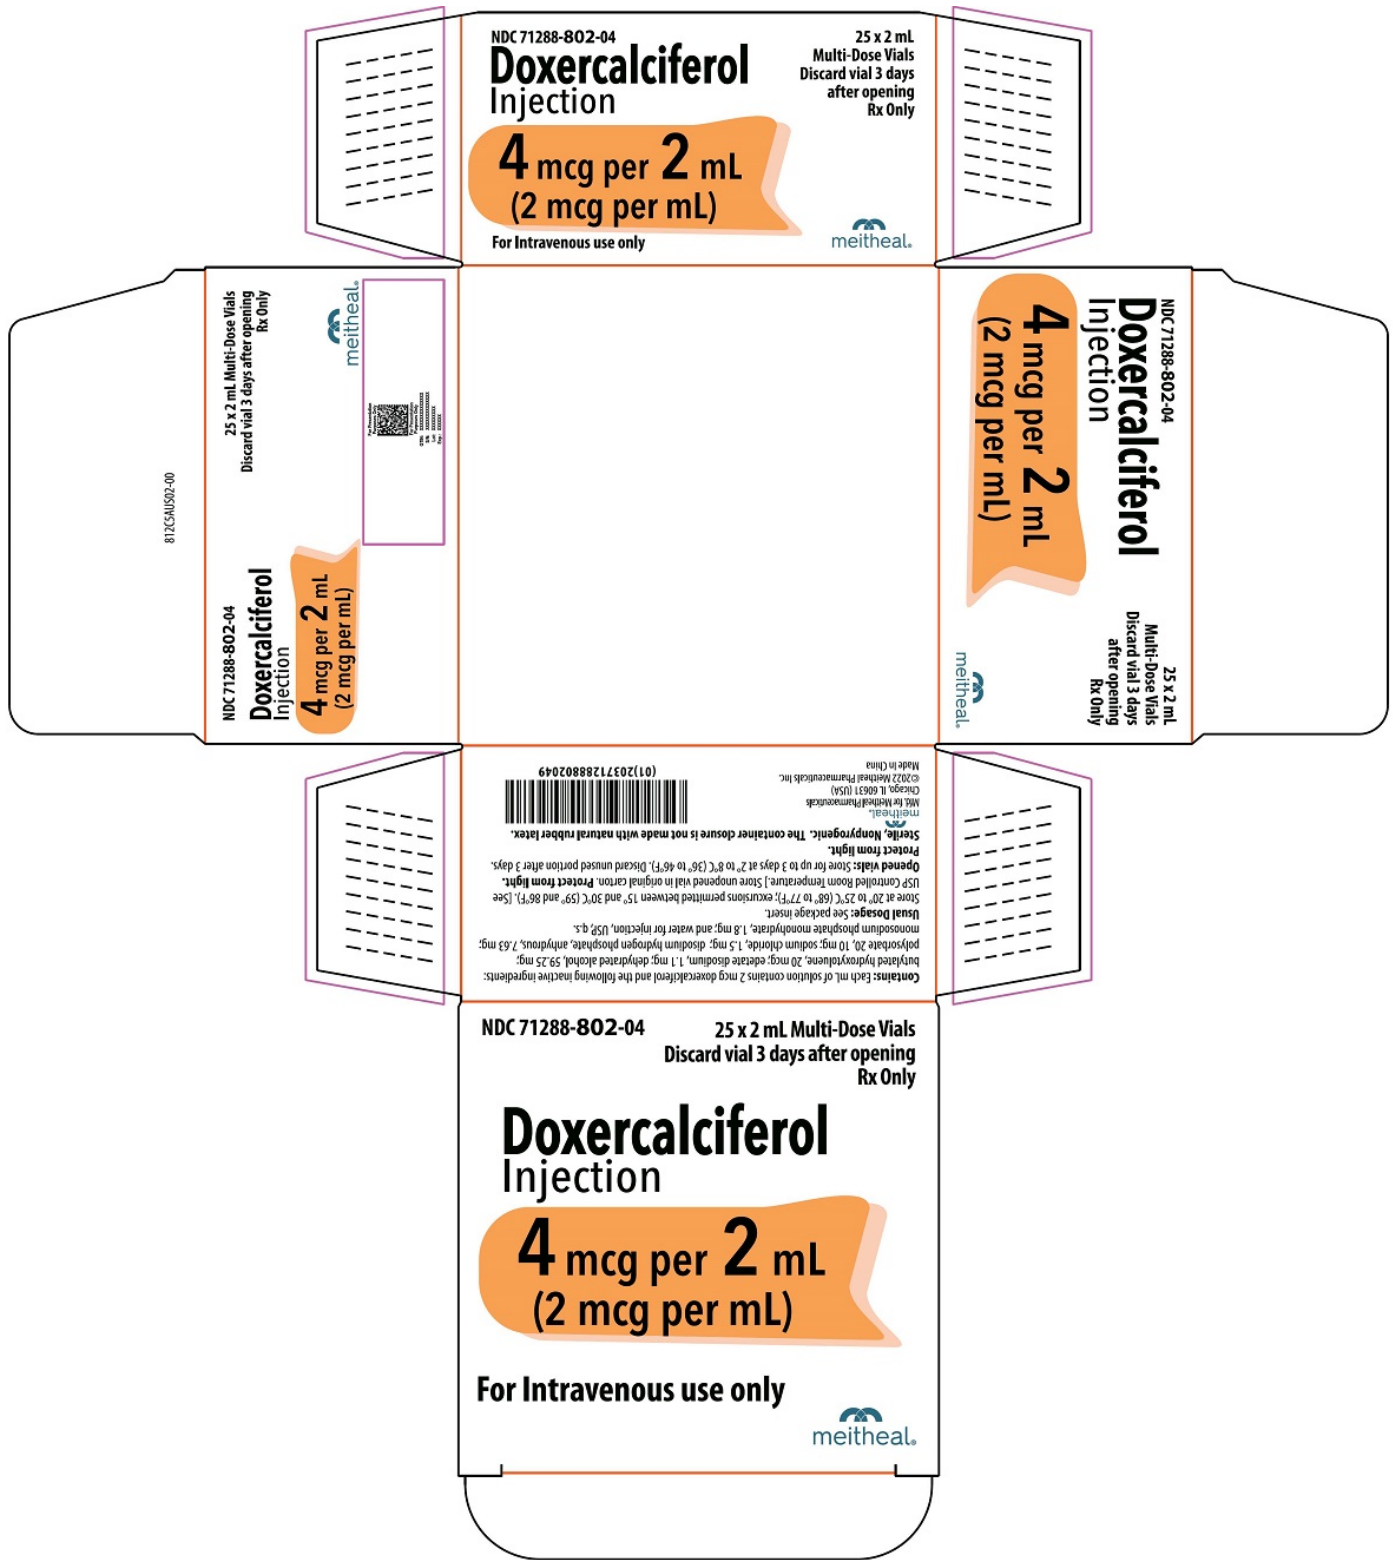 NDC 71288-802-04
Doxercalciferol
Injection
4 mcg per 2 mL
(2 mcg per mL)
For Intravenous use only
25 x 2 mL
Multi-Dose Vials
Discard vial 3 days
after opening
Rx Only
meitheal®
25 x 2 mL Multi-Dose Vials
Discard vial 3 days after opening
Rx Only
meitheal®
For Presentation
Purposes Only
For Presentation
Purposes Only
812C5AUS02-00
NDC 71288-802-04
Doxercalciferol
Injection
4 mcg per 2 mL
(2 mcg per mL)
NDC 71288-802-04
Doxercalciferol
Injection
4 mcg per 2 mL
(2 mcg per mL)
25 x 2 mL
Multi-Dose Vials
Discard vial 3 days
after opening
Rx Only
meitheal®
Contains: Each mL of solution contains 2 mcg doxercalciferol and the following inactive ingredients:
butylated hydroxytoluene, 20 mcg; edetate disodium, 1.1 mg; dehydrated alcohol, 59.25 mg;
polysorbate 20, 10 mg; sodium chloride, 1.5 mg; disodium hydrogen phosphate, anhydrous, 7.63 mg;
monosodium phosphate monohydrate, 1.8 mg; and water for injection, USP, q.s.
Usual Dosage: See package insert.
Store at 20° to 25°C (68° to 77°F); excursions permitted between 15° and 30°C (59° and 86°F). [See
USP Controlled Room Temperature.] Store unopened vial in original carton. Protect from light.
Opened vials: Store for up to 3 days at 2° to 8°C (36° to 46°F). Discard unused portion after 3 days.
Protect from light.
Sterile, Nonpyrogenic. The container closure is not made with natural rubber latex.
meitheal®
Mfd. for Meitheal Pharmaceuticals
Chicago, IL 60631 (USA)
©2022 Meitheal Pharmaceuticals Inc.
Made in China
(01)20371288802049
NDC 71288-802-04
25 x 2 mL Multi-Dose Vials
Discard vial 3 days after opening
Rx Only
Doxercalciferol
Injection
4 mcg per 2 mL
(2 mcg per mL)
For Intravenous use only
meitheal®